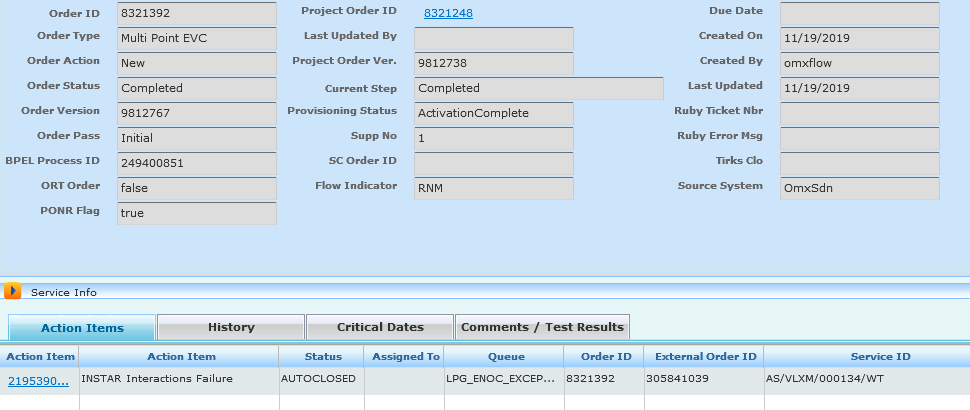 Order ID 8321392 Project Order ID 8321248 Due Date
Order Type Multi Point EVC Last Updated By Created On 11/19/2019
Order Action New Project Order Ver. 9812738 Created By omxflow
Order Status Completed Current Step Completed Last Updated 11/19/2019
Order Version 9812767 Provisioning Status ActivationComplete Ruby Ticket Nbr
Order Pass Initial Supp No 1 Ruby Error Msg
BPEL Process ID 249400851 SC Order ID Tirks Clo
ORT Order false Flow Indicator RNM Source System OmxSdn
PONR Flag true
Service Info
Action Items History Critical Dates Comments / Test Results
Action Item Action Item Status Assigned To Queue Order ID External Order ID Service ID
2195390... INSTAR Interactions Failure AUTOCLOSED LPG_ENOC_EXCEP... 8321392 305841039 AS/VLXM/000134/WT